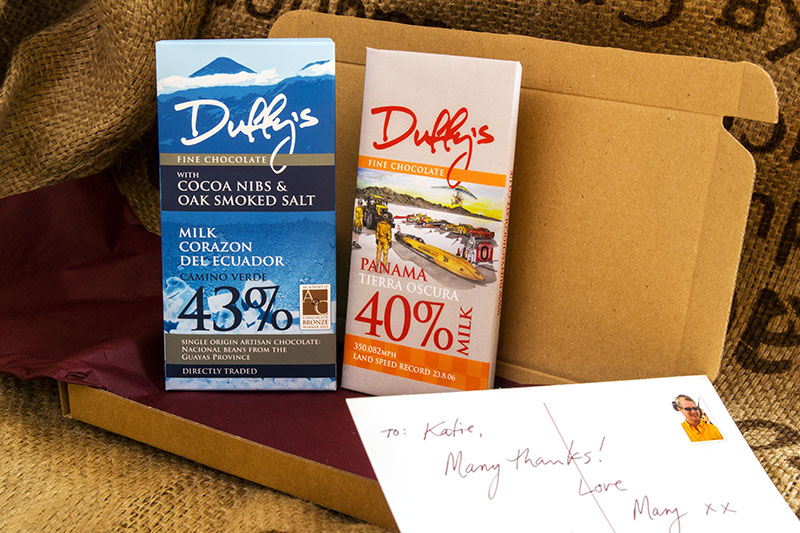 Duffy's
FINE CHOCOLATE
WITH
COCOA NIBS &
OAK SMOKED SALT
MILK
CORAZON
DEL ECUADOR
CAMINO VERDE
43%
BRONZE
SINGLE ORIGIN ARTISAN CHOCOLATE:
NACIONAL BEANS FROM THE
GUAYAS PROVINCE
DIRECTLY TRADED
Duffy's
FINE CHOCOLATE
PANAMA
TIERRA OSCURA
40%
MILK
350.082MPH
LAND SPEED RECORD 23.8.06
To: Katie,
Many thanks!
Love
Mary xx